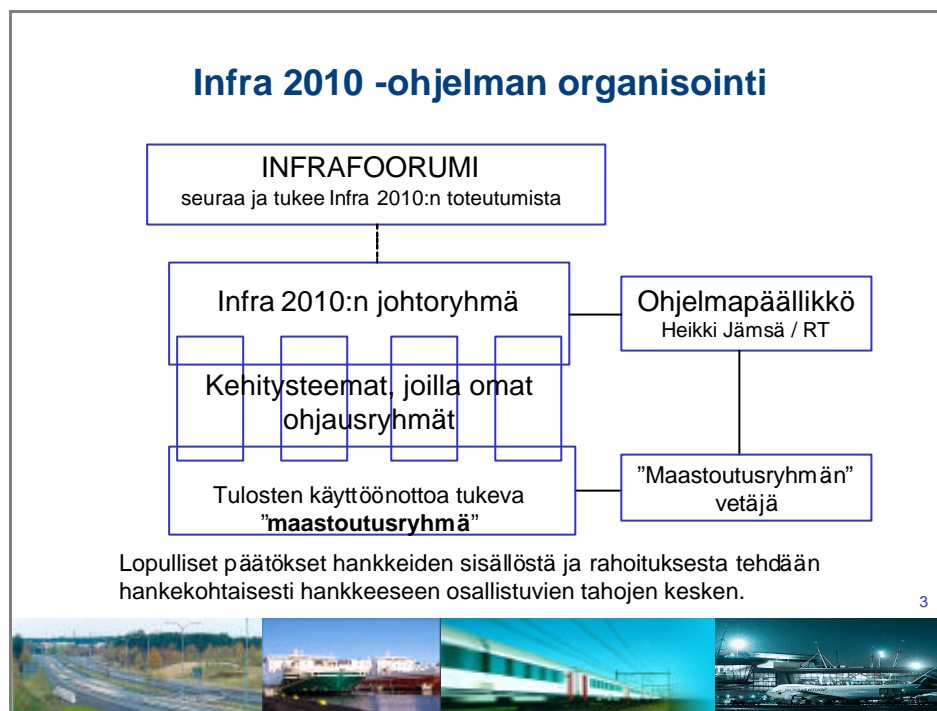 Infra 2010 -ohjelman organisointi
INFRAFOORUMI
seuraa ja tukee Infra 2010:n toteutumista
Infra 2010:n johtoryhmä
Ohjelmapäällikkö
Heikki Jämsä / RT
Kehitysteemat, joilla omat
ohjausryhmät
Tulosten käyttöönottoa tukeva
”maastoutusryhmä”
”Maastoutusryhmän”
vetäjä
Lopulliset päätökset hankkeiden sisällöstä ja rahoituksesta tehdään
hankekohtaisesti hankkeeseen osallistuvien tahojen kesken.
3